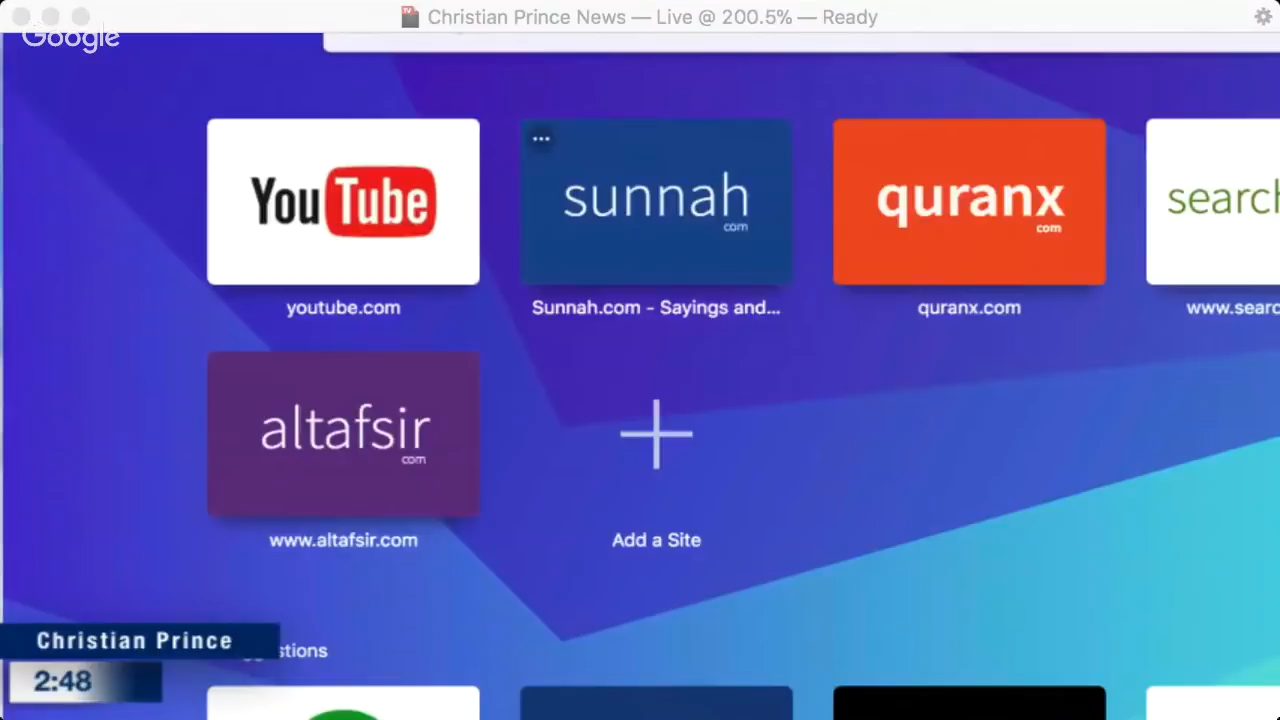 Christian Prince News — Live @ 200.5% — Ready
Google
YouTube
sunnah
com
quranx
com
search
youtube.com
Sunnah.com - Sayings and...
quranx.com
www.searc
altafsir
com
www.altafsir.com
Add a Site
Christian Prince
stions
2:48